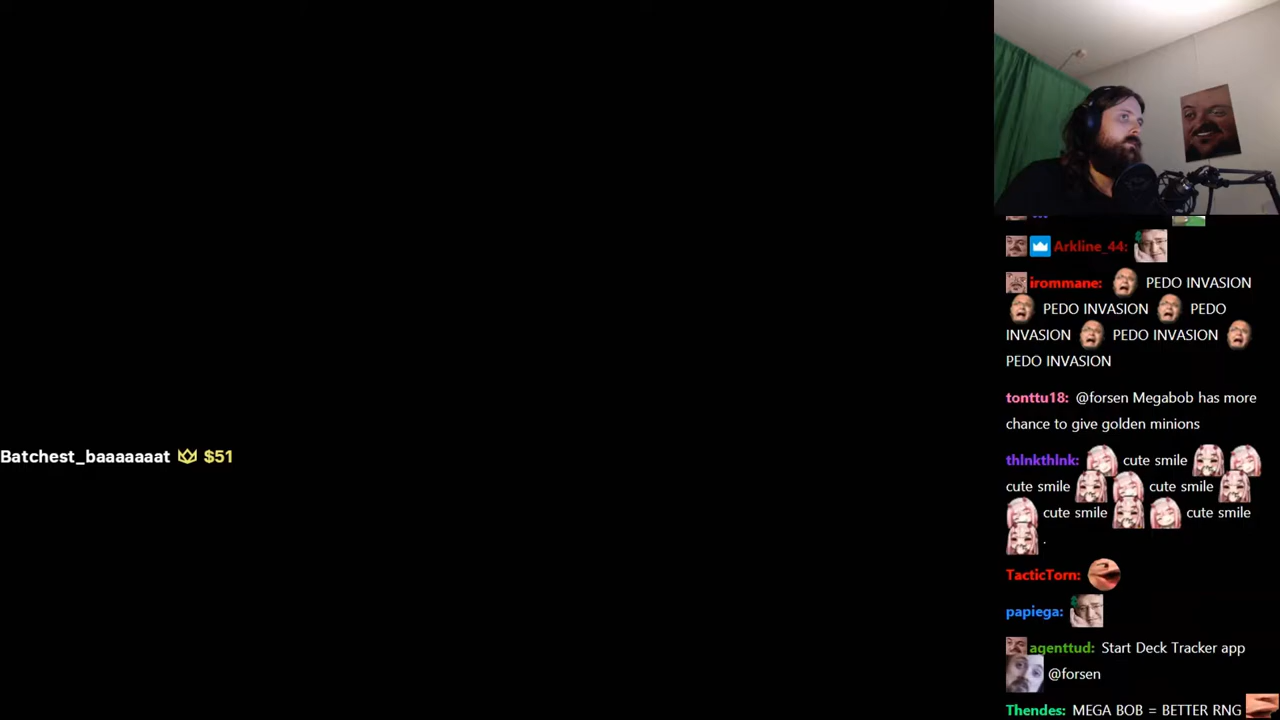 Batchest_baaaaaaat $51
Arkline_44:
irommane: PEDO INVASION
PEDO INVASION PEDO
INVASION PEDO INVASION
PEDO INVASION
tonttu18: @forsen Megabob has more
chance to give golden minions
thlnkthlnk: cute smile
cute smile cute smile
cute smile cute smile
.
TacticTorn:
papiega:
agenttud: Start Deck Tracker app
@forsen
Thendes: MEGA BOB = BETTER RNG